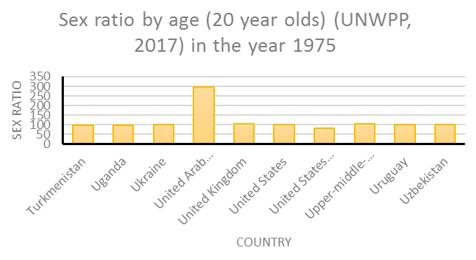 Sex ratio by age (20 year olds) (UNWPP,
2017) in the year 1975
350
300
250
200
150
100
50
0
SEX RATIO
Turkmenistan
Uganda
Ukraine
United Arab...
United Kingdom
United States
United States...
Upper-middle-...
Uruguay
Uzbekistan
COUNTRY